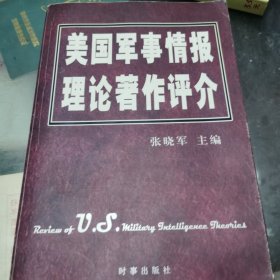 美国军事情报
理论著作评介
张晓军 主编
Review of U.S. Military Intelligence Theories
时事出版社